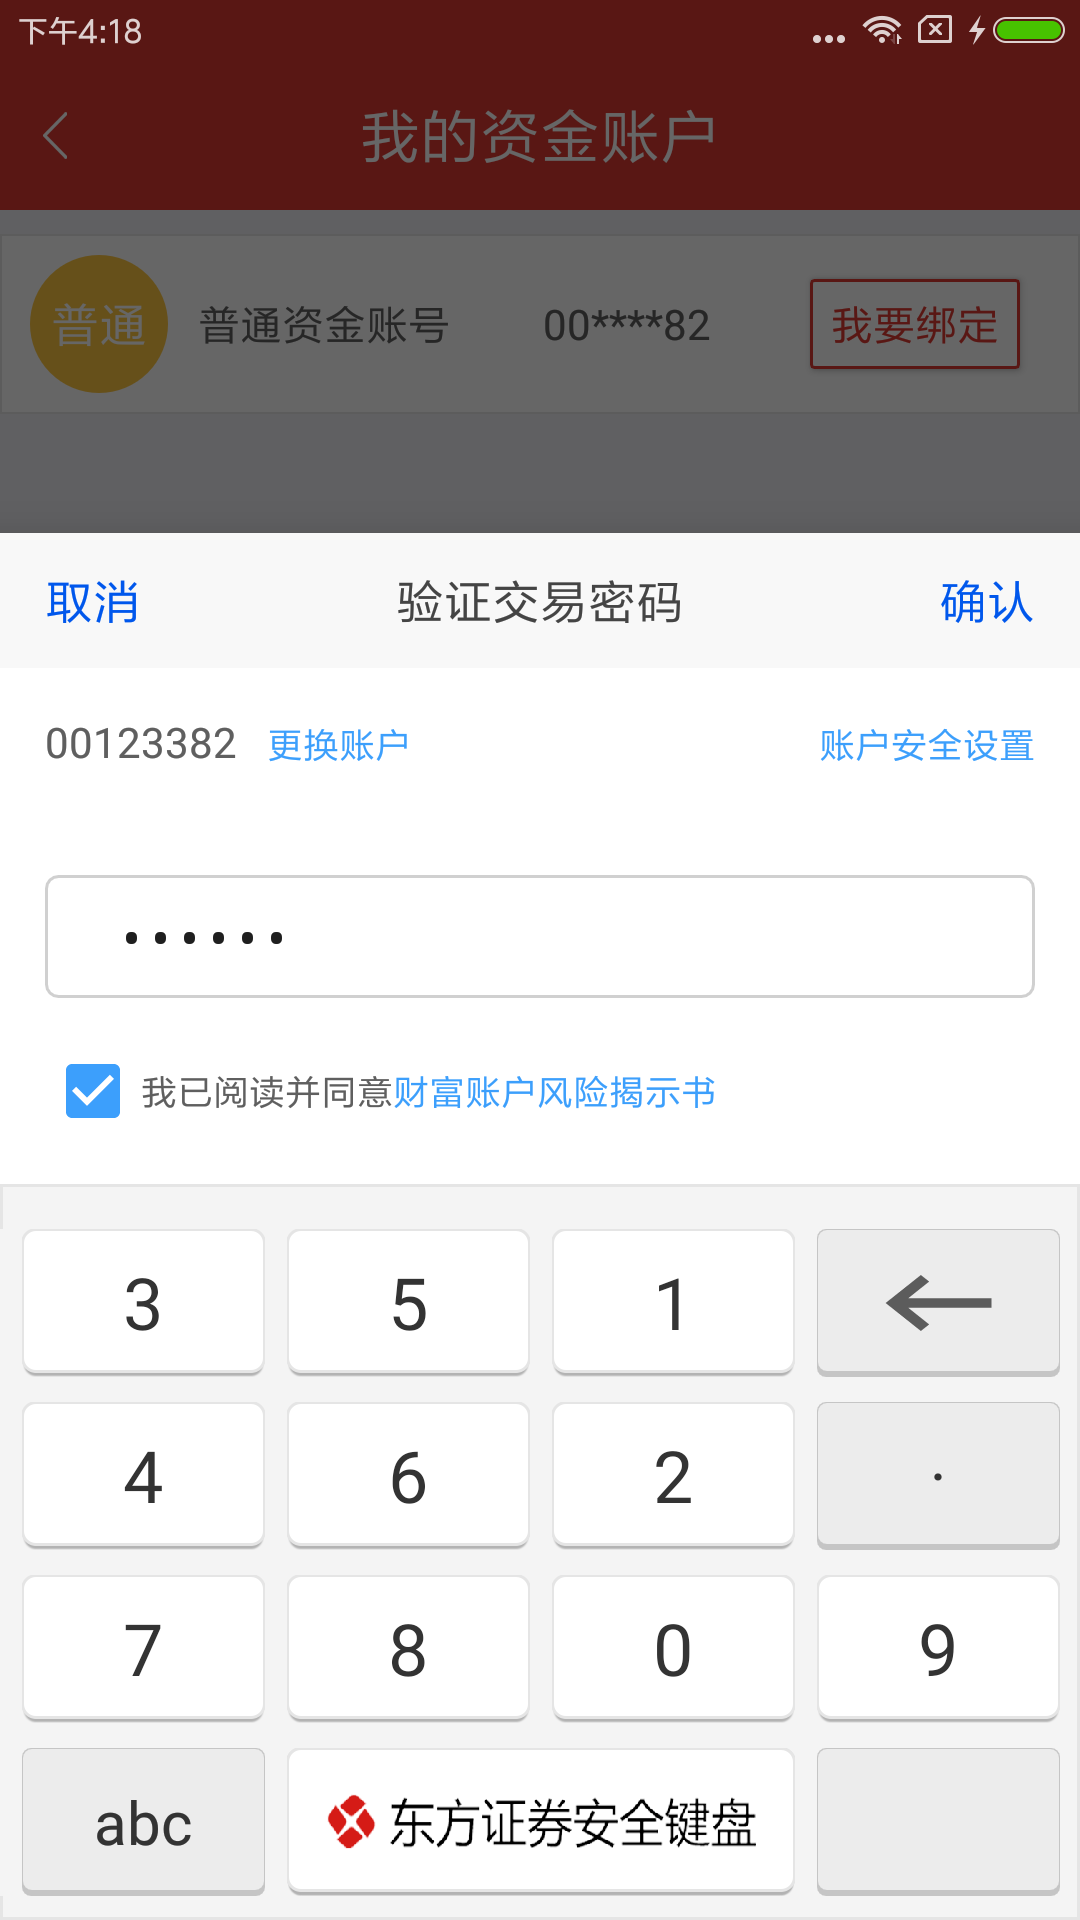 下午4:18
我的资金账户
普通 普通资金账号 00****82 我要绑定
取消 验证交易密码 确认
00123382 更换账户 账户安全设置
••••••
我已阅读并同意财富账户风险揭示书
3 5 1
4 6 2 .
7 8 0 9
abc 东方证券安全键盘